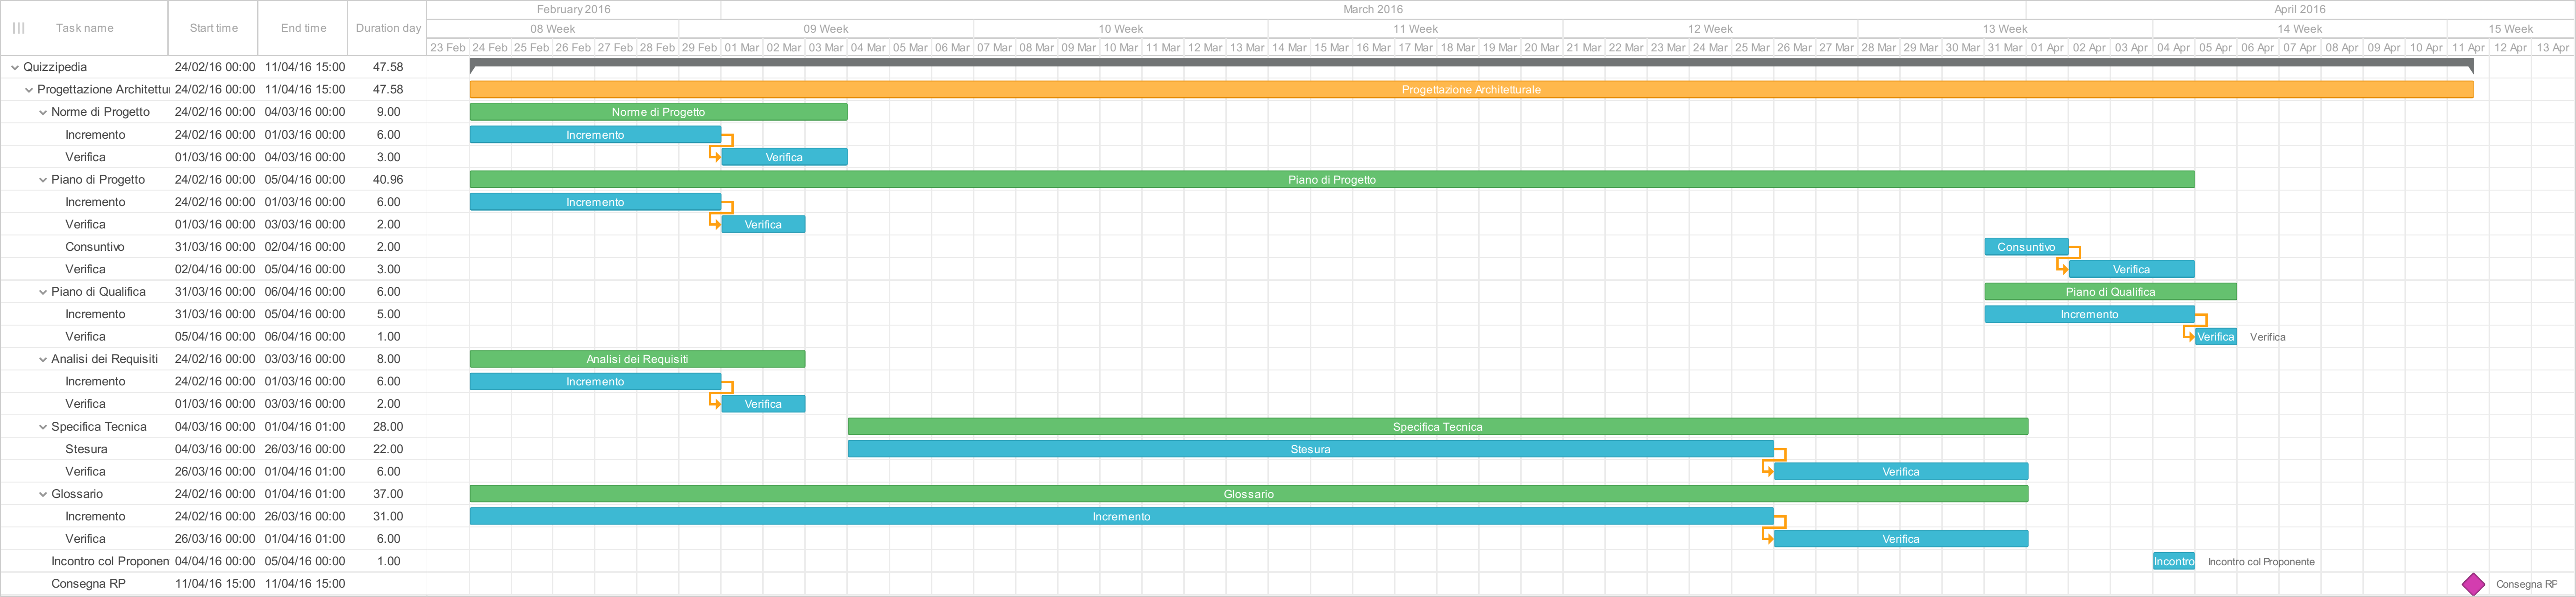 February 2016 March 2016 April 2016
Task name Start time End time Duration day
08 Week 09 Week 10 Week 11 Week 12 Week 13 Week 14 Week 15 Week
23 Feb 24 Feb 25 Feb 26 Feb 27 Feb 28 Feb 29 Feb 01 Mar 02 Mar 03 Mar 04 Mar 05 Mar 06 Mar 07 Mar 08 Mar 09 Mar 10 Mar 11 Mar 12 Mar 13 Mar 14 Mar 15 Mar 16 Mar 17 Mar 18 Mar 19 Mar 20 Mar 21 Mar 22 Mar 23 Mar 24 Mar 25 Mar 26 Mar 27 Mar 28 Mar 29 Mar 30 Mar 31 Mar 01 Apr 02 Apr 03 Apr 04 Apr 05 Apr 06 Apr 07 Apr 08 Apr 09 Apr 10 Apr 11 Apr 12 Apr 13 Apr
Quizzipedia 24/02/16 00:00 11/04/16 15:00 47.58
Progettazione Architettu 24/02/16 00:00 11/04/16 15:00 47.58 Progettazione Architetturale
Norme di Progetto 24/02/16 00:00 04/03/16 00:00 9.00 Norme di Progetto
Incremento 24/02/16 00:00 01/03/16 00:00 6.00 Incremento
Verifica 01/03/16 00:00 04/03/16 00:00 3.00 Verifica
Piano di Progetto 24/02/16 00:00 05/04/16 00:00 40.96 Piano di Progetto
Incremento 24/02/16 00:00 01/03/16 00:00 6.00 Incremento
Verifica 01/03/16 00:00 03/03/16 00:00 2.00 Verifica
Consuntivo 31/03/16 00:00 02/04/16 00:00 2.00 Consuntivo
Verifica 02/04/16 00:00 05/04/16 00:00 3.00 Verifica
Piano di Qualifica 31/03/16 00:00 06/04/16 00:00 6.00 Piano di Qualifica
Incremento 31/03/16 00:00 05/04/16 00:00 5.00 Incremento
Verifica 05/04/16 00:00 06/04/16 00:00 1.00 Verifica Verifica
Analisi dei Requisiti 24/02/16 00:00 03/03/16 00:00 8.00 Analisi dei Requisiti
Incremento 24/02/16 00:00 01/03/16 00:00 6.00 Incremento
Verifica 01/03/16 00:00 03/03/16 00:00 2.00 Verifica
Specifica Tecnica 04/03/16 00:00 01/04/16 01:00 28.00 Specifica Tecnica
Stesura 04/03/16 00:00 26/03/16 00:00 22.00 Stesura
Verifica 26/03/16 00:00 01/04/16 01:00 6.00 Verifica
Glossario 24/02/16 00:00 01/04/16 01:00 37.00 Glossario
Incremento 24/02/16 00:00 26/03/16 00:00 31.00 Incremento
Verifica 26/03/16 00:00 01/04/16 01:00 6.00 Verifica
Incontro col Proponen 04/04/16 00:00 05/04/16 00:00 1.00 Incontro Incontro col Proponente
Consegna RP 11/04/16 15:00 11/04/16 15:00 Consegna RP